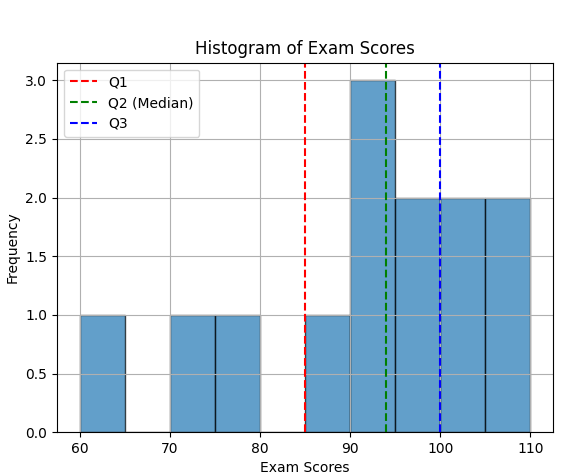 Histogram of Exam Scores
Q1
Q2 (Median)
Q3
Frequency
3.0
2.5
2.0
1.5
1.0
0.5
0.0
60 70 80 90 100 110
Exam Scores